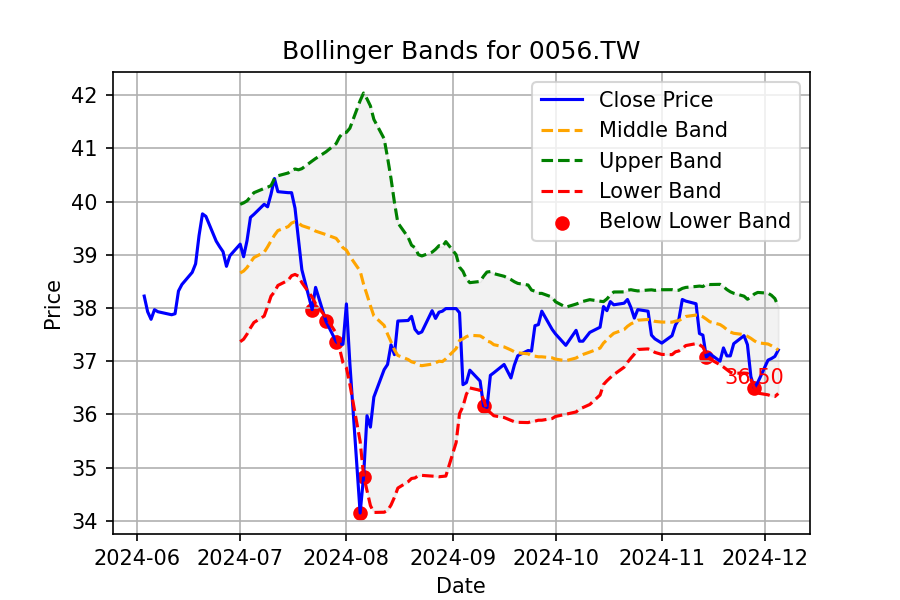 Bollinger Bands for 0056.TW
Close Price
Middle Band
Upper Band
Lower Band
Below Lower Band
Price
42
41
40
39
38
37
36
35
34
36.50
2024-06 2024-07 2024-08 2024-09 2024-10 2024-11 2024-12
Date